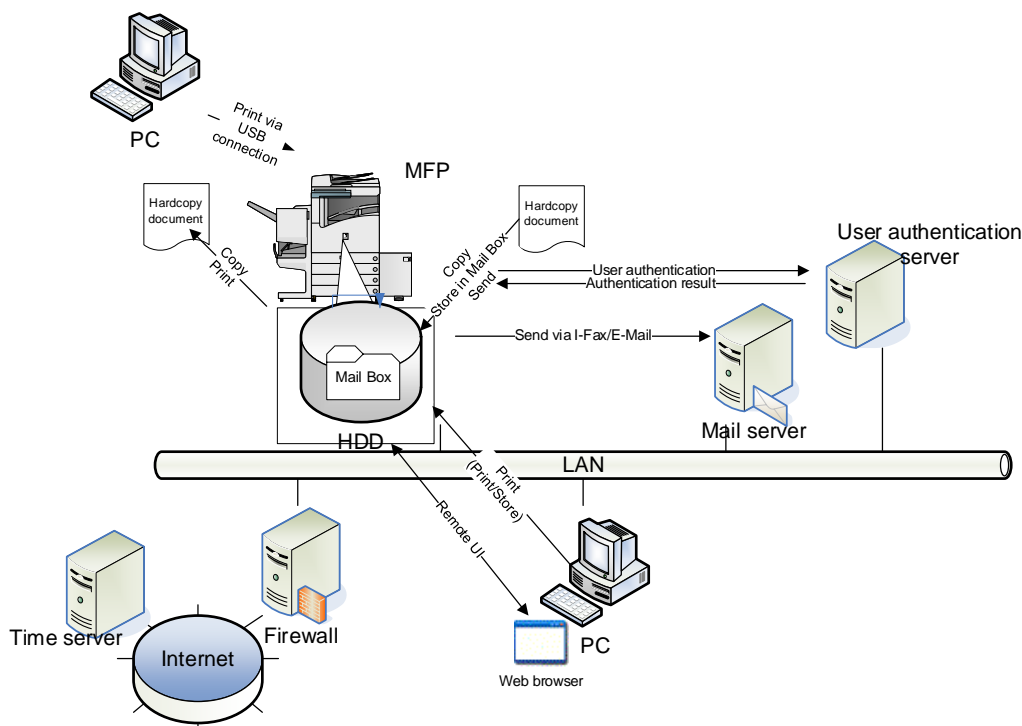 PC
Print via
USB
connection
MFP
Hardcopy
document
Copy
Print
Hardcopy
document
Copy
Store in Mail Box
Send
User authentication
Authentication result
User authentication
server
Send via I-Fax/E-Mail
Mail Box
Mail server
HDD
LAN
Print
(Print/Store)
Remote UI
Time server
Firewall
Internet
PC
Web browser